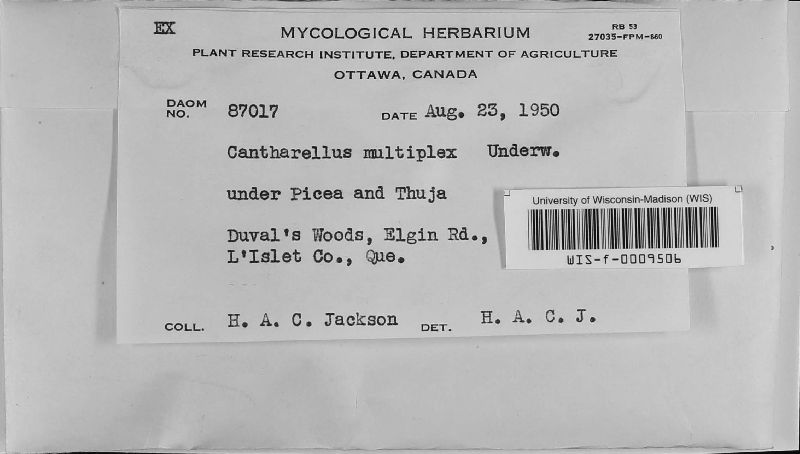 EX
MYCOLOGICAL HERBARIUM
RB 53
27035-FPM-660
PLANT RESEARCH INSTITUTE, DEPARTMENT OF AGRICULTURE
OTTAWA, CANADA
DAOM NO. 87017 DATE Aug. 23, 1950
Cantharellus multiplex Underw.
under Picea and Thuja
Duval's Woods, Elgin Rd.,
L'Islet Co., Que.
University of Wisconsin-Madison (WIS)
WIS-f-0009506
COLL. H. A. C. Jackson DET. H. A. C. J.